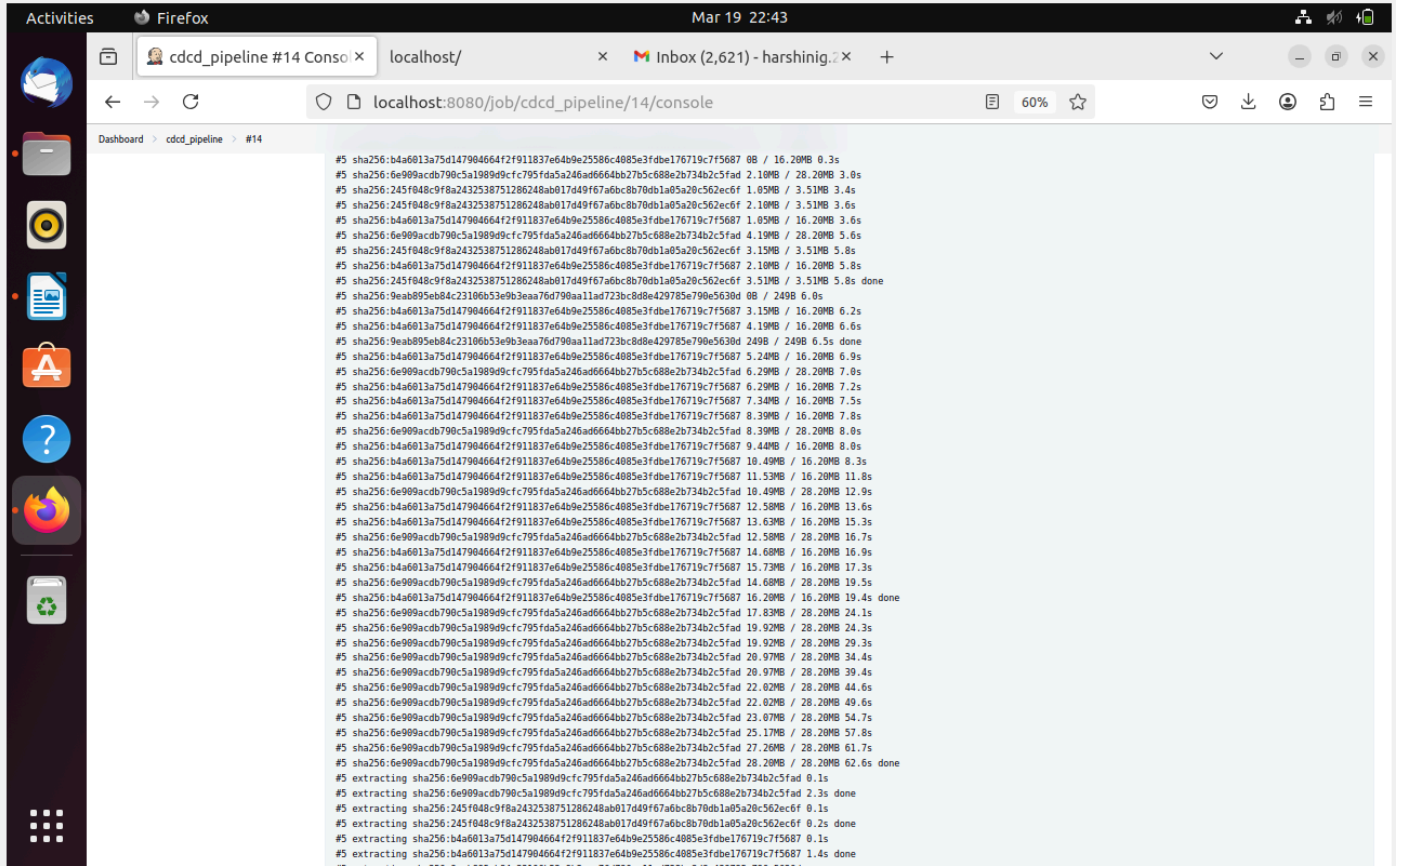 Activities Firefox Mar 19 22:43
cdcd_pipeline #14 Conso localhost/ Inbox (2,621) - harshinig.2
localhost:8080/job/cdcd_pipeline/14/console 60%
Dashboard cdcd_pipeline #14
#5 sha256:b4a6013a75d147904664f2f911837e64b9e25586c4085e3fdbe176719c7f5687 0B / 16.20MB 0.3s
#5 sha256:6e909acdb790c5a1989d9cfc795fda5a246ad6664bb27b5c688e2b734b2c5fad 2.10MB / 28.20MB 3.0s
#5 sha256:245f048c9f8a2432538751286248ab017d49f67a6bc8b70db1a05a20c562ec6f 1.05MB / 3.51MB 3.4s
#5 sha256:245f048c9f8a2432538751286248ab017d49f67a6bc8b70db1a05a20c562ec6f 2.10MB / 3.51MB 3.6s
#5 sha256:b4a6013a75d147904664f2f911837e64b9e25586c4085e3fdbe176719c7f5687 1.05MB / 16.20MB 3.6s
#5 sha256:6e909acdb790c5a1989d9cfc795fda5a246ad6664bb27b5c688e2b734b2c5fad 4.19MB / 28.20MB 5.6s
#5 sha256:245f048c9f8a2432538751286248ab017d49f67a6bc8b70db1a05a20c562ec6f 3.15MB / 3.51MB 5.8s
#5 sha256:b4a6013a75d147904664f2f911837e64b9e25586c4085e3fdbe176719c7f5687 2.10MB / 16.20MB 5.8s
#5 sha256:245f048c9f8a2432538751286248ab017d49f67a6bc8b70db1a05a20c562ec6f 3.51MB / 3.51MB 5.8s done
#5 sha256:9eab895eb84c23106b53e9b3eaa76d790aa11ad723bc8d8e429785e790e5630d 0B / 249B 6.0s
#5 sha256:b4a6013a75d147904664f2f911837e64b9e25586c4085e3fdbe176719c7f5687 3.15MB / 16.20MB 6.2s
#5 sha256:b4a6013a75d147904664f2f911837e64b9e25586c4085e3fdbe176719c7f5687 4.19MB / 16.20MB 6.6s
#5 sha256:9eab895eb84c23106b53e9b3eaa76d790aa11ad723bc8d8e429785e790e5630d 249B / 249B 6.5s done
#5 sha256:b4a6013a75d147904664f2f911837e64b9e25586c4085e3fdbe176719c7f5687 5.24MB / 16.20MB 6.9s
#5 sha256:6e909acdb790c5a1989d9cfc795fda5a246ad6664bb27b5c688e2b734b2c5fad 6.29MB / 28.20MB 7.0s
#5 sha256:b4a6013a75d147904664f2f911837e64b9e25586c4085e3fdbe176719c7f5687 6.29MB / 16.20MB 7.2s
#5 sha256:b4a6013a75d147904664f2f911837e64b9e25586c4085e3fdbe176719c7f5687 7.34MB / 16.20MB 7.5s
#5 sha256:b4a6013a75d147904664f2f911837e64b9e25586c4085e3fdbe176719c7f5687 8.39MB / 16.20MB 7.8s
#5 sha256:6e909acdb790c5a1989d9cfc795fda5a246ad6664bb27b5c688e2b734b2c5fad 8.39MB / 28.20MB 8.0s
#5 sha256:b4a6013a75d147904664f2f911837e64b9e25586c4085e3fdbe176719c7f5687 9.44MB / 16.20MB 8.0s
#5 sha256:b4a6013a75d147904664f2f911837e64b9e25586c4085e3fdbe176719c7f5687 10.49MB / 16.20MB 8.3s
#5 sha256:b4a6013a75d147904664f2f911837e64b9e25586c4085e3fdbe176719c7f5687 11.53MB / 16.20MB 11.8s
#5 sha256:6e909acdb790c5a1989d9cfc795fda5a246ad6664bb27b5c688e2b734b2c5fad 10.49MB / 28.20MB 12.9s
#5 sha256:b4a6013a75d147904664f2f911837e64b9e25586c4085e3fdbe176719c7f5687 12.58MB / 16.20MB 13.6s
#5 sha256:b4a6013a75d147904664f2f911837e64b9e25586c4085e3fdbe176719c7f5687 13.63MB / 16.20MB 15.3s
#5 sha256:6e909acdb790c5a1989d9cfc795fda5a246ad6664bb27b5c688e2b734b2c5fad 12.58MB / 28.20MB 16.7s
#5 sha256:b4a6013a75d147904664f2f911837e64b9e25586c4085e3fdbe176719c7f5687 14.68MB / 16.20MB 16.9s
#5 sha256:b4a6013a75d147904664f2f911837e64b9e25586c4085e3fdbe176719c7f5687 15.73MB / 16.20MB 17.3s
#5 sha256:6e909acdb790c5a1989d9cfc795fda5a246ad6664bb27b5c688e2b734b2c5fad 14.68MB / 28.20MB 19.5s
#5 sha256:b4a6013a75d147904664f2f911837e64b9e25586c4085e3fdbe176719c7f5687 16.20MB / 16.20MB 19.4s done
#5 sha256:6e909acdb790c5a1989d9cfc795fda5a246ad6664bb27b5c688e2b734b2c5fad 17.83MB / 28.20MB 24.1s
#5 sha256:6e909acdb790c5a1989d9cfc795fda5a246ad6664bb27b5c688e2b734b2c5fad 19.92MB / 28.20MB 24.3s
#5 sha256:6e909acdb790c5a1989d9cfc795fda5a246ad6664bb27b5c688e2b734b2c5fad 19.92MB / 28.20MB 29.3s
#5 sha256:6e909acdb790c5a1989d9cfc795fda5a246ad6664bb27b5c688e2b734b2c5fad 20.97MB / 28.20MB 34.4s
#5 sha256:6e909acdb790c5a1989d9cfc795fda5a246ad6664bb27b5c688e2b734b2c5fad 20.97MB / 28.20MB 39.4s
#5 sha256:6e909acdb790c5a1989d9cfc795fda5a246ad6664bb27b5c688e2b734b2c5fad 22.02MB / 28.20MB 44.6s
#5 sha256:6e909acdb790c5a1989d9cfc795fda5a246ad6664bb27b5c688e2b734b2c5fad 22.02MB / 28.20MB 49.6s
#5 sha256:6e909acdb790c5a1989d9cfc795fda5a246ad6664bb27b5c688e2b734b2c5fad 23.07MB / 28.20MB 54.7s
#5 sha256:6e909acdb790c5a1989d9cfc795fda5a246ad6664bb27b5c688e2b734b2c5fad 25.17MB / 28.20MB 57.8s
#5 sha256:6e909acdb790c5a1989d9cfc795fda5a246ad6664bb27b5c688e2b734b2c5fad 27.26MB / 28.20MB 61.7s
#5 sha256:6e909acdb790c5a1989d9cfc795fda5a246ad6664bb27b5c688e2b734b2c5fad 28.20MB / 28.20MB 62.6s done
#5 extracting sha256:6e909acdb790c5a1989d9cfc795fda5a246ad6664bb27b5c688e2b734b2c5fad 0.1s
#5 extracting sha256:6e909acdb790c5a1989d9cfc795fda5a246ad6664bb27b5c688e2b734b2c5fad 2.3s done
#5 extracting sha256:245f048c9f8a2432538751286248ab017d49f67a6bc8b70db1a05a20c562ec6f 0.1s
#5 extracting sha256:245f048c9f8a2432538751286248ab017d49f67a6bc8b70db1a05a20c562ec6f 0.2s done
#5 extracting sha256:b4a6013a75d147904664f2f911837e64b9e25586c4085e3fdbe176719c7f5687 0.1s
#5 extracting sha256:b4a6013a75d147904664f2f911837e64b9e25586c4085e3fdbe176719c7f5687 1.4s done